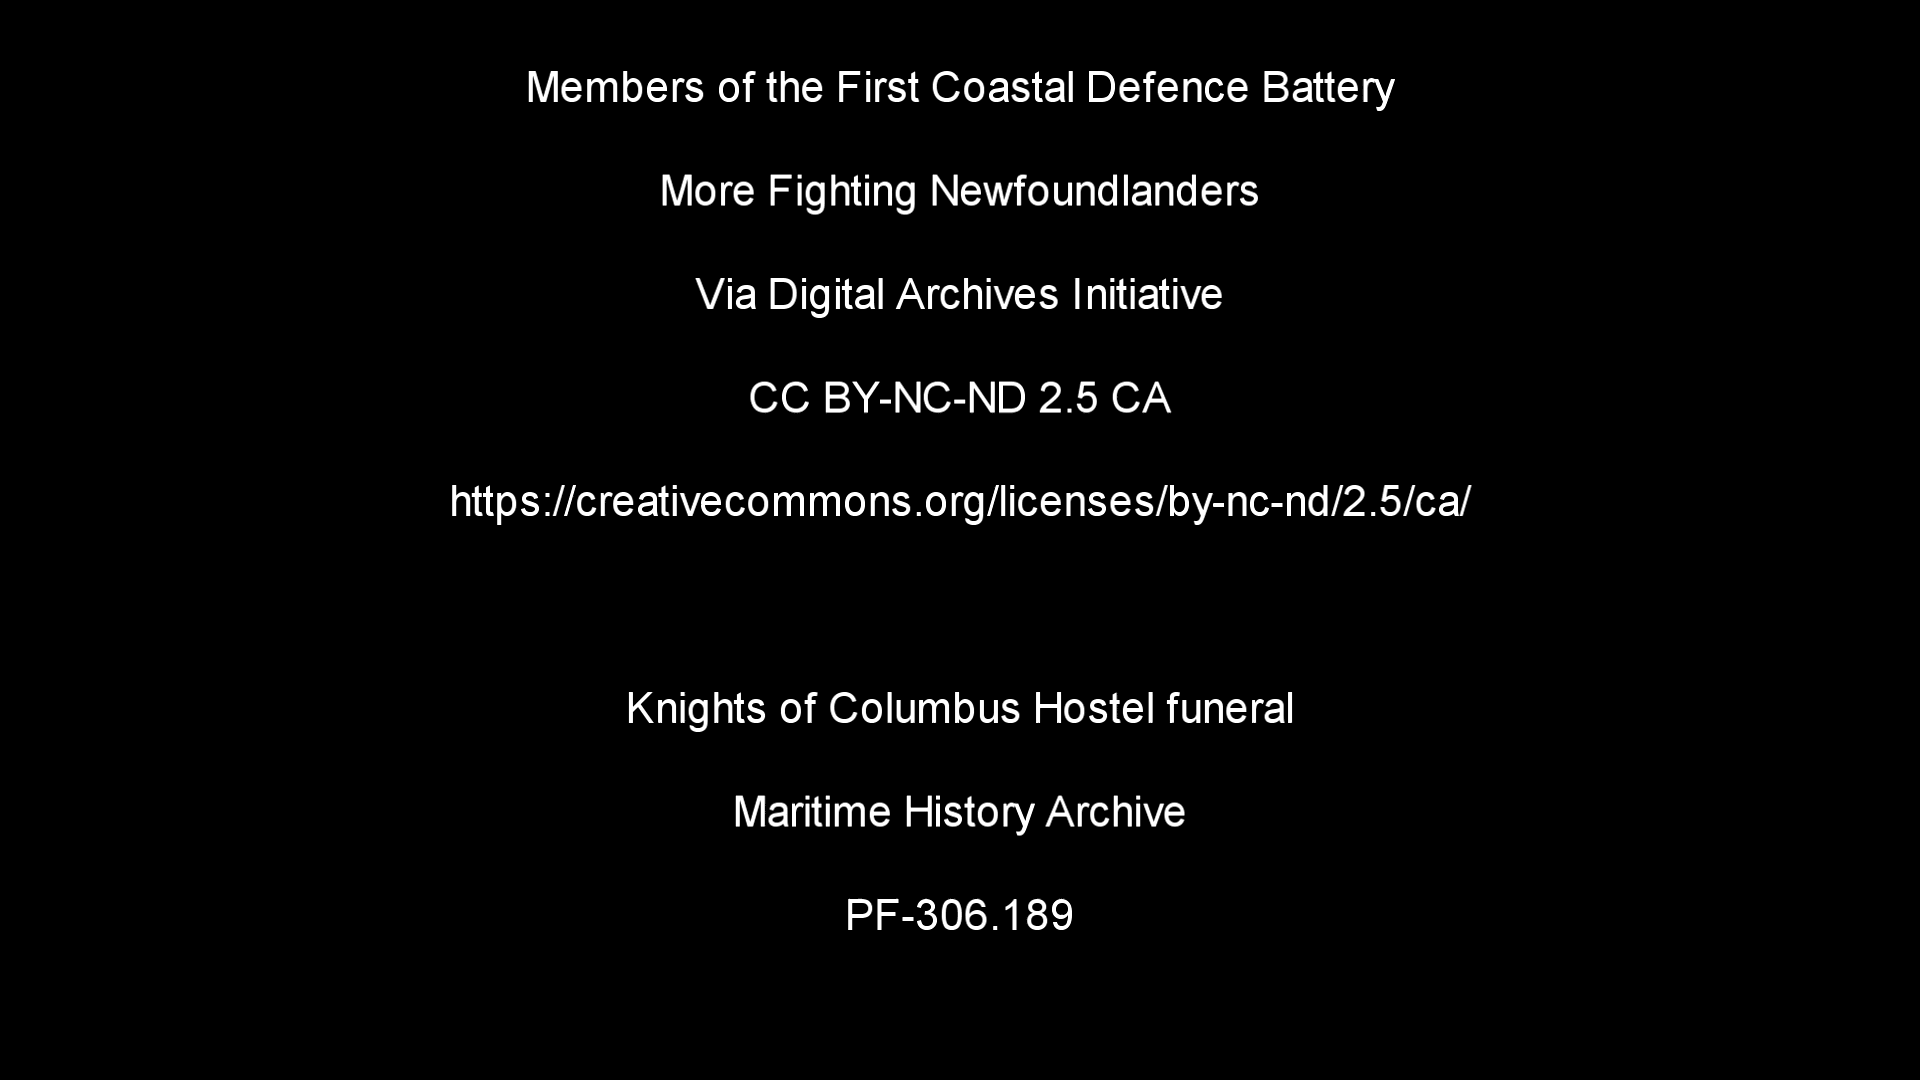 Members of the First Coastal Defence Battery
More Fighting Newfoundlanders
Via Digital Archives Initiative
CC BY-NC-ND 2.5 CA
https://creativecommons.org/licenses/by-nc-nd/2.5/ca/
Knights of Columbus Hostel funeral
Maritime History Archive
PF-306.189